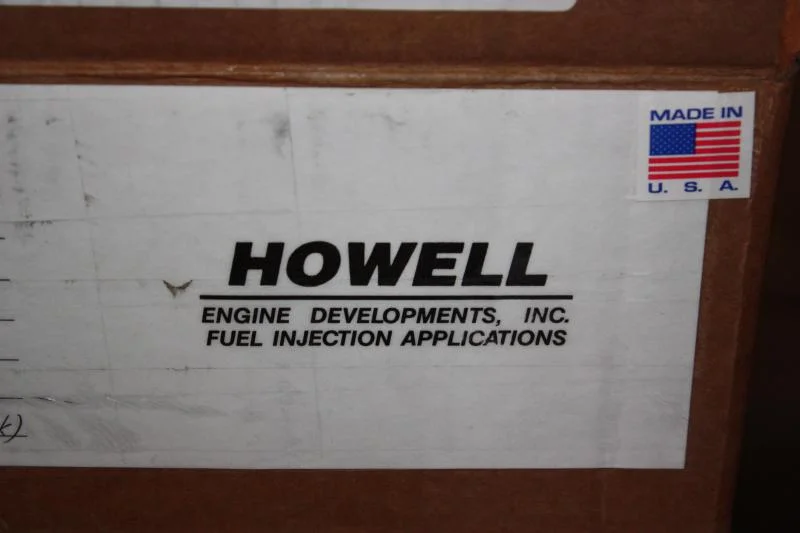 MADE IN
U. S. A.
HOWELL
ENGINE DEVELOPMENTS, INC.
FUEL INJECTION APPLICATIONS